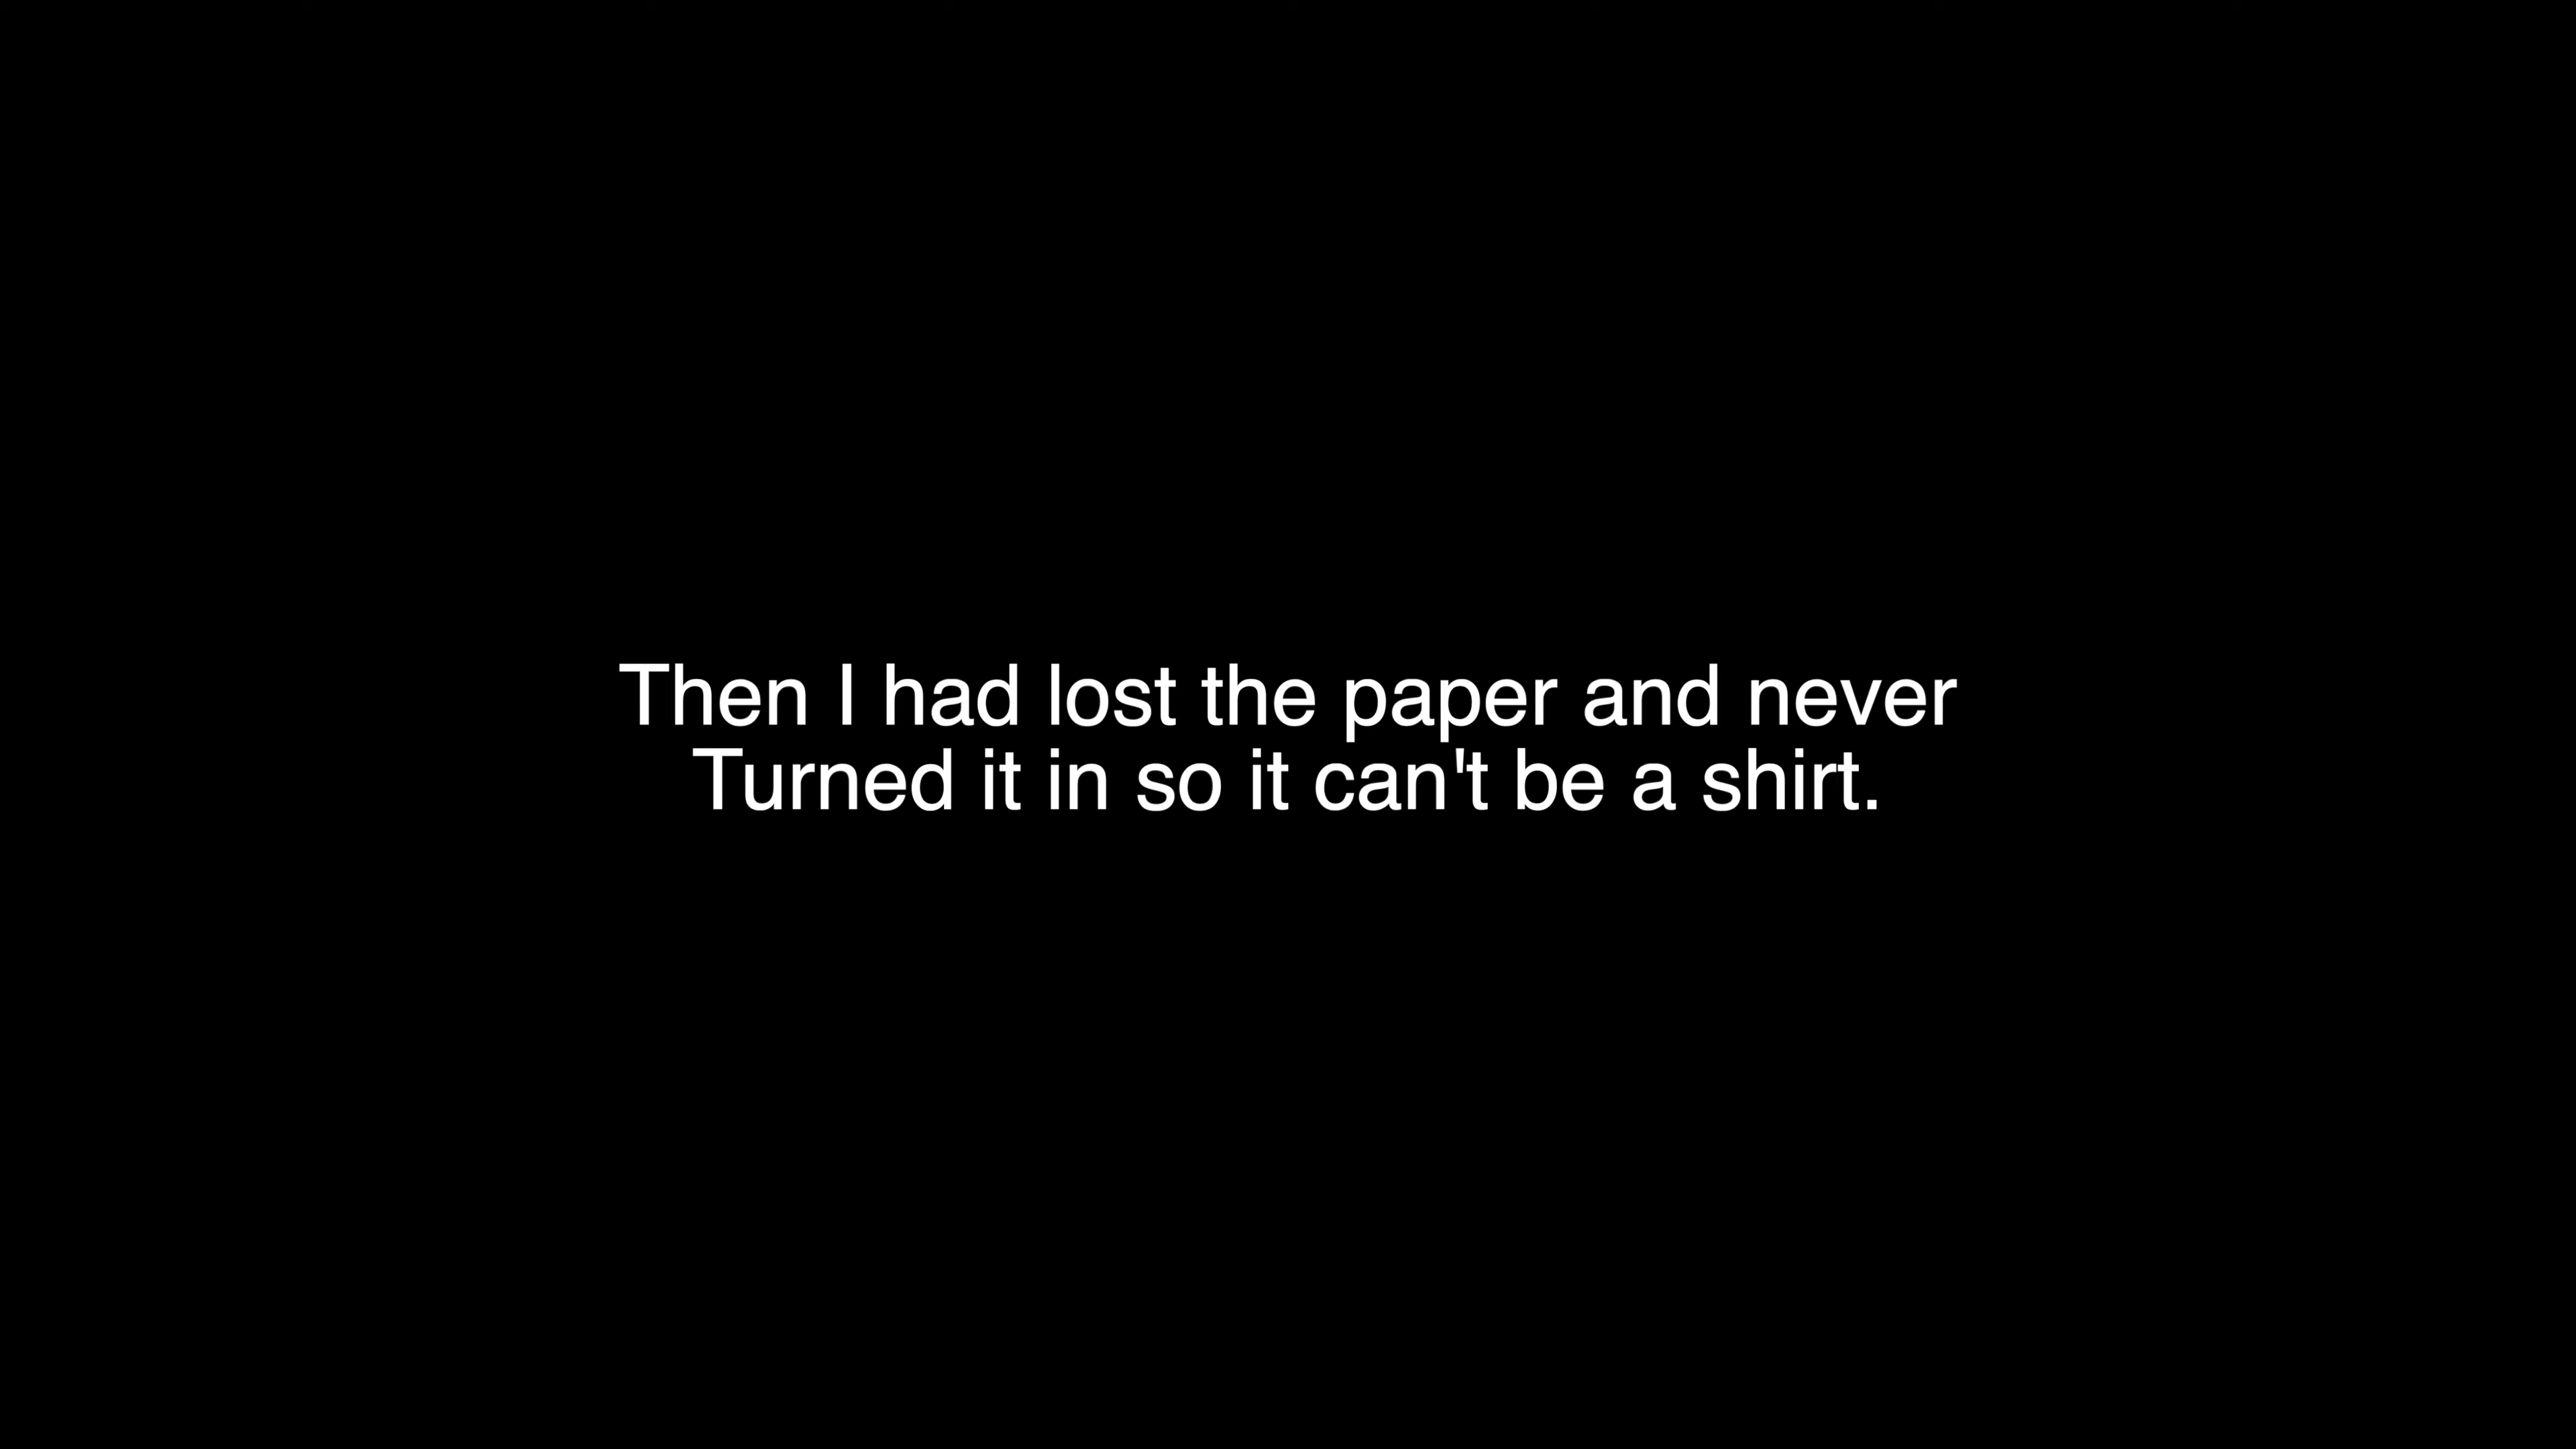 Then I had lost the paper and never
Turned it in so it can't be a shirt.